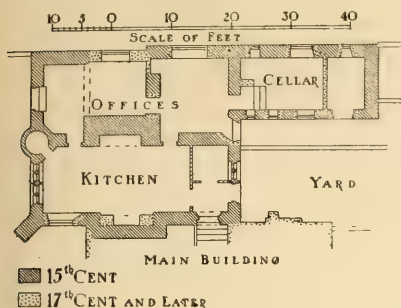 10 5 0 10 20 30 40
SCALE OF FEET
OFFICES
CELLAR
KITCHEN
YARD
MAIN BUILDING
15th CENT
17th CENT AND LATER